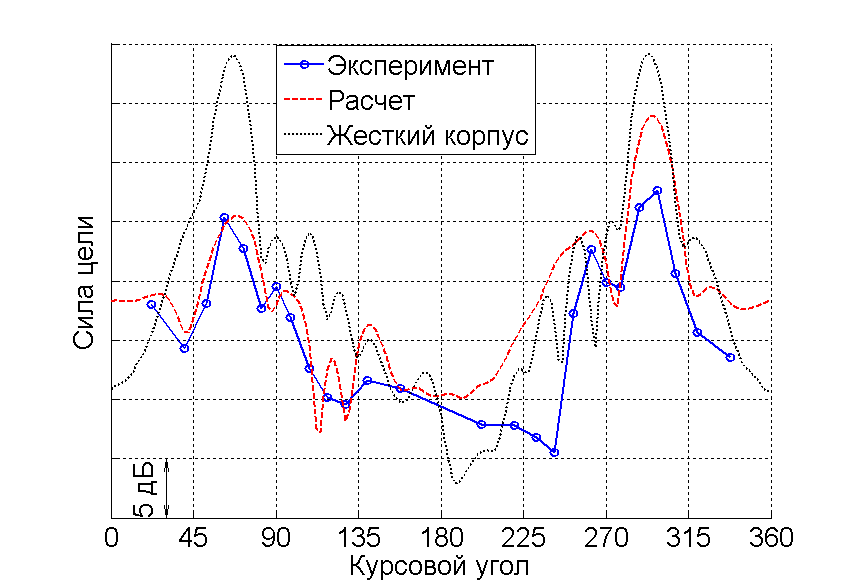 Эксперимент
Расчет
Жесткий корпус
Сила цели
5 дБ
0 45 90 135 180 225 270 315 360
Курсовой угол